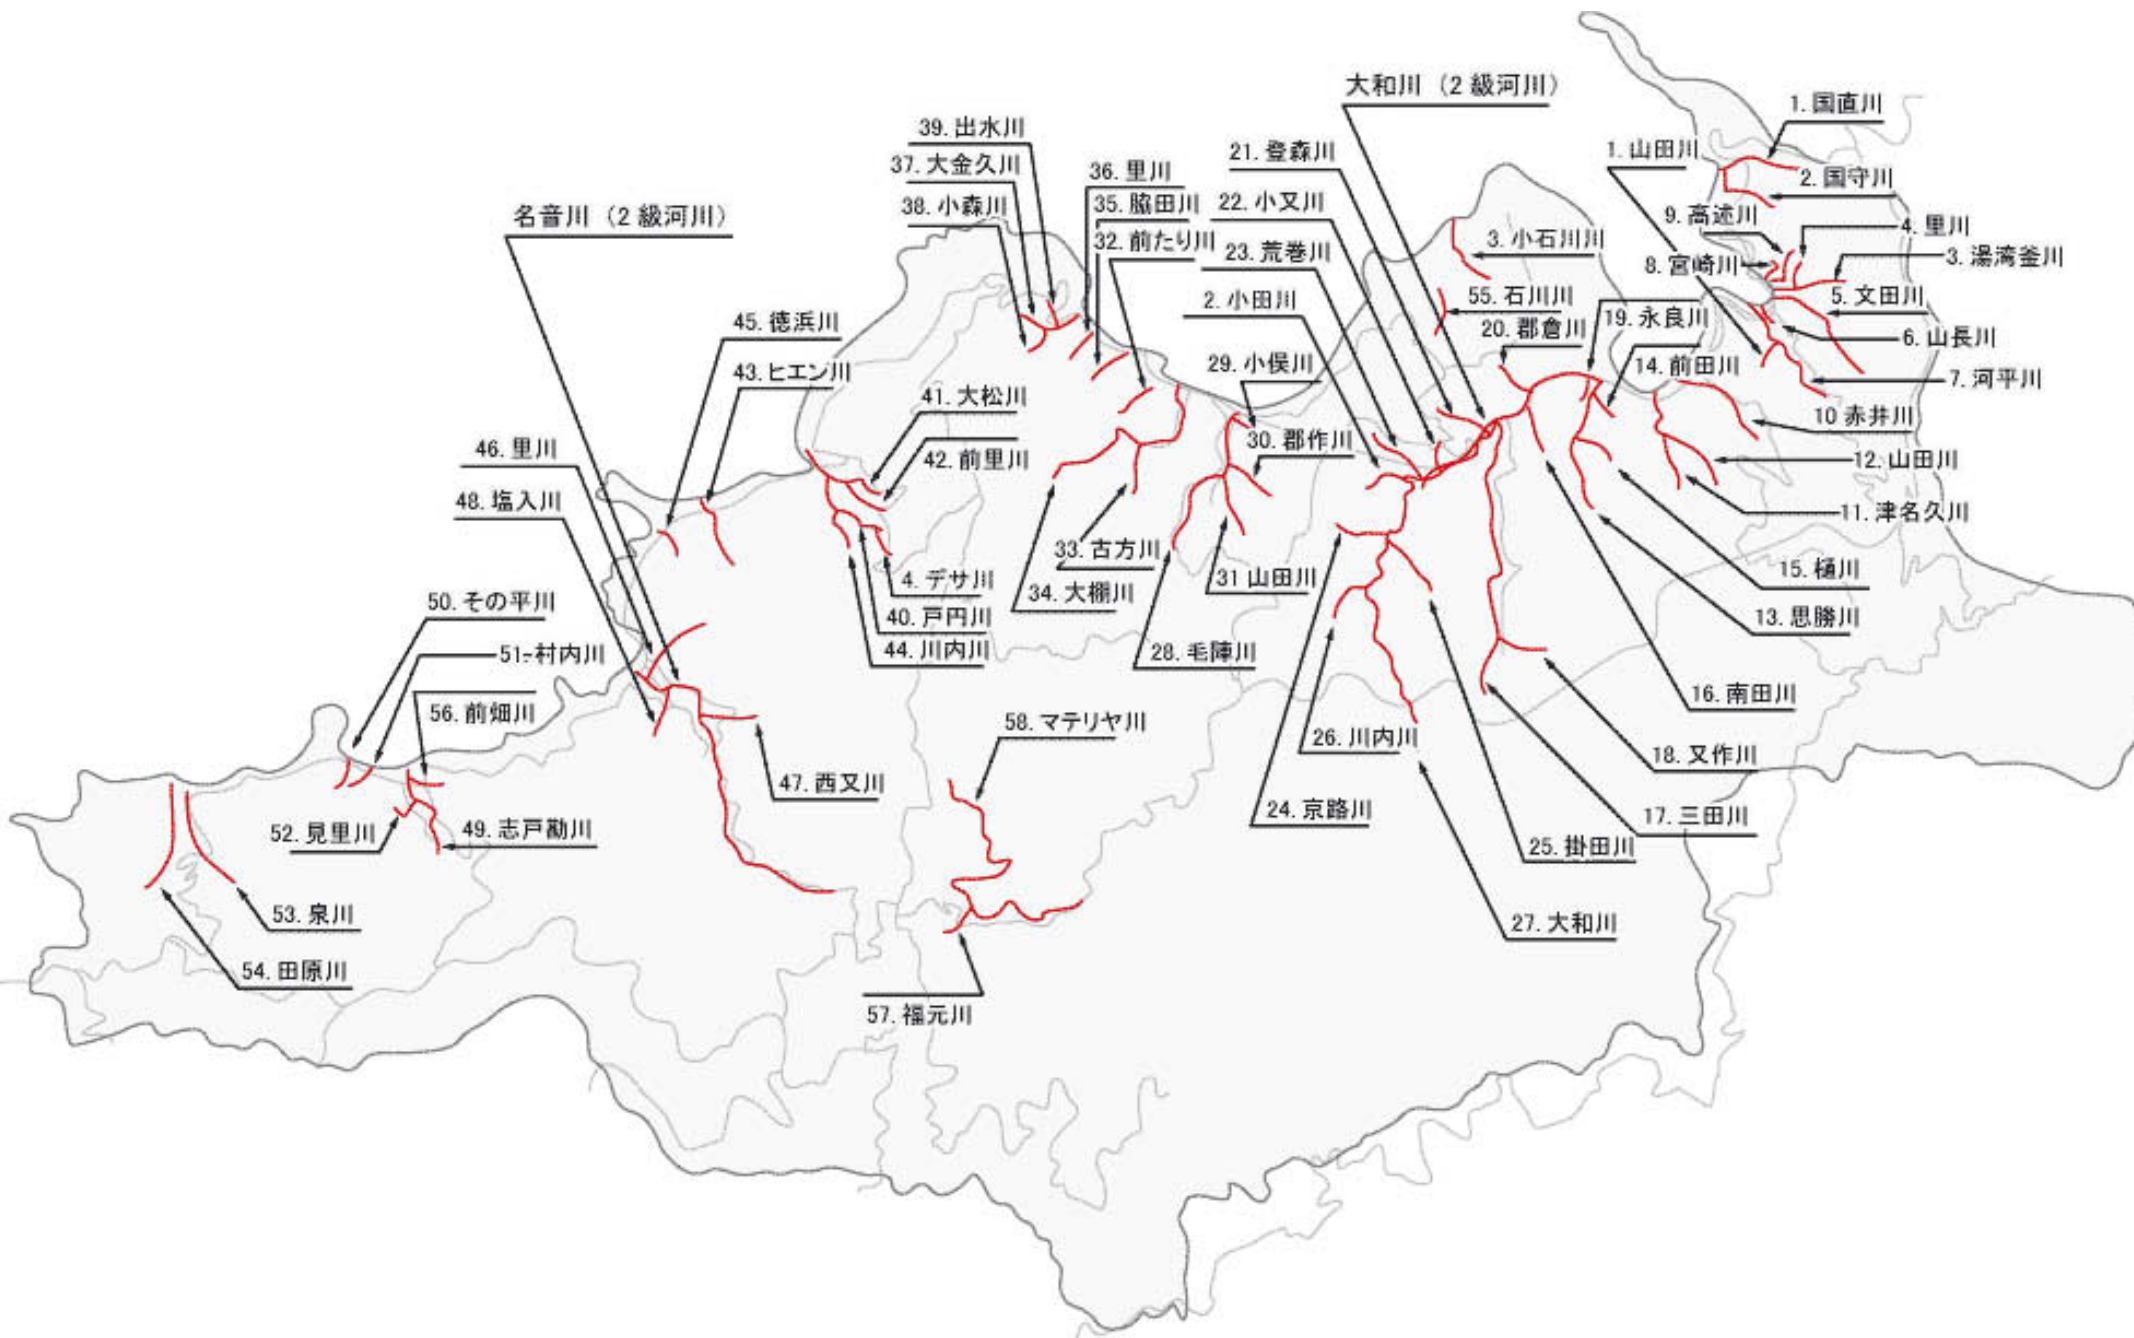 大和川（2級河川）
1. 国直川
39. 出水川
21. 登森川
1. 山田川
37. 大金久川
36. 里川
2. 国守川
38. 小森川
35. 脇田川
22. 小又川
9. 高述川
4. 里川
名音川（2級河川）
32. 前たり川
23. 荒巻川
3. 小石川川
8. 宮崎川
3. 湯湾釜川
2. 小田川
55. 石川川
5. 文田川
45. 徳浜川
20. 郡倉川
19. 永良川
6. 山長川
43. ヒエン川
29. 小俣川
14. 前田川
7. 河平川
41. 大松川
10 赤井川
46. 里川
42. 前里川
30. 郡作川
12. 山田川
48. 塩入川
11. 津名久川
33. 古方川
4. デサ川
31 山田川
15. 樋川
50. その平川
34. 大棚川
40. 戸円川
13. 思勝川
51. 村内川
44. 川内川
28. 毛陣川
16. 南田川
56. 前畑川
58. マテリヤ川
26. 川内川
18. 又作川
47. 西又川
24. 京路川
17. 三田川
52. 見里川
49. 志戸勘川
25. 掛田川
53. 泉川
27. 大和川
54. 田原川
57. 福元川